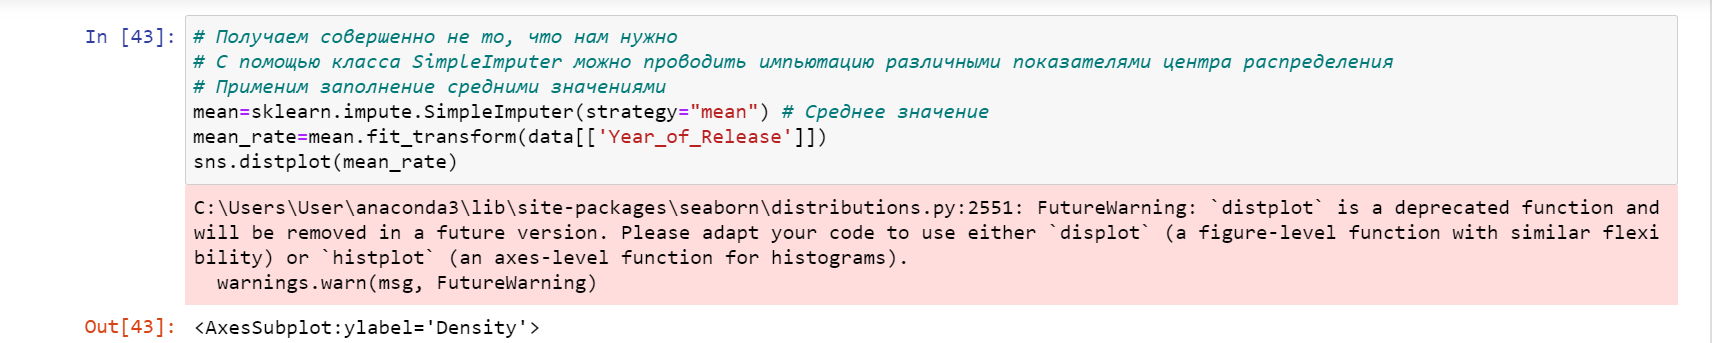 In [43]: # Получаем совершенно не то, что нам нужно
# С помощью класса SimpleImputer можно проводить импьютацию различными показателями центра распределения
# Применим заполнение средними значениями
mean=sklearn.impute.SimpleImputer(strategy="mean") # Среднее значение
mean_rate=mean.fit_transform(data[['Year_of_Release']])
sns.distplot(mean_rate)
C:\Users\User\anaconda3\lib\site-packages\seaborn\distributions.py:2551: FutureWarning: `distplot` is a deprecated function and
will be removed in a future version. Please adapt your code to use either `displot` (a figure-level function with similar flexi
bility) or `histplot` (an axes-level function for histograms).
  warnings.warn(msg, FutureWarning)
Out[43]: <AxesSubplot:ylabel='Density'>